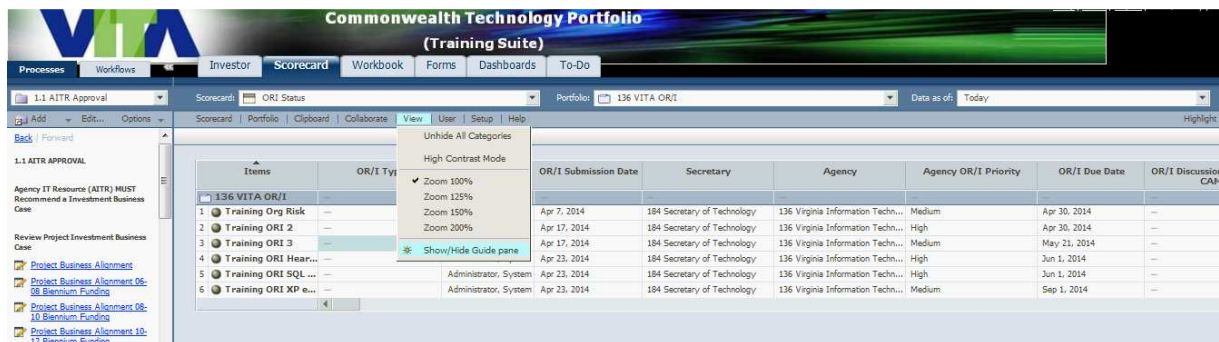 VITA
Commonwealth Technology Portfolio
(Training Suite)
Processes Workflows
Investor Scorecard Workbook Forms Dashboards To-Do
1.1 AITR Approval
Scorecard: ORI Status Portfolio: 136 VITA OR/I Data as of: Today
Add Edit... Options
Scorecard | Portfolio | Clipboard | Collaborate | View | User | Setup | Help Highlight
Back | Forward
1.1 AITR APPROVAL
Agency IT Resource (AITR) MUST
Recommend a Investment Business
Case
Review Project Investment Business
Case
Project Business Alignment
Project Business Alignment 06-
08 Biennium Funding
Project Business Alignment 08-
10 Biennium Funding
Project Business Alignment 10-
12 Biennium Funding
Unhide All Categories
High Contrast Mode
✔ Zoom 100%
Zoom 125%
Zoom 150%
Zoom 200%
Show/Hide Guide pane
Items OR/I Typ OR/I Submission Date Secretary Agency Agency OR/I Priority OR/I Due Date OR/I Discussion
136 VITA OR/I — — — — — —
1 Training Org Risk — Apr 7, 2014 184 Secretary of Technology 136 Virginia Information Techn... Medium Apr 30, 2014 —
2 Training ORI 2 — Apr 17, 2014 184 Secretary of Technology 136 Virginia Information Techn... High Apr 30, 2014 —
3 Training ORI 3 — Apr 17, 2014 184 Secretary of Technology 136 Virginia Information Techn... Medium May 21, 2014 —
4 Training ORI Hear... — Apr 23, 2014 184 Secretary of Technology 136 Virginia Information Techn... High Jun 1, 2014 —
5 Training ORI SQL ... — Administrator, System Apr 23, 2014 184 Secretary of Technology 136 Virginia Information Techn... High Jun 1, 2014 —
6 Training ORI XP e... — Administrator, System Apr 23, 2014 184 Secretary of Technology 136 Virginia Information Techn... Medium Sep 1, 2014 —